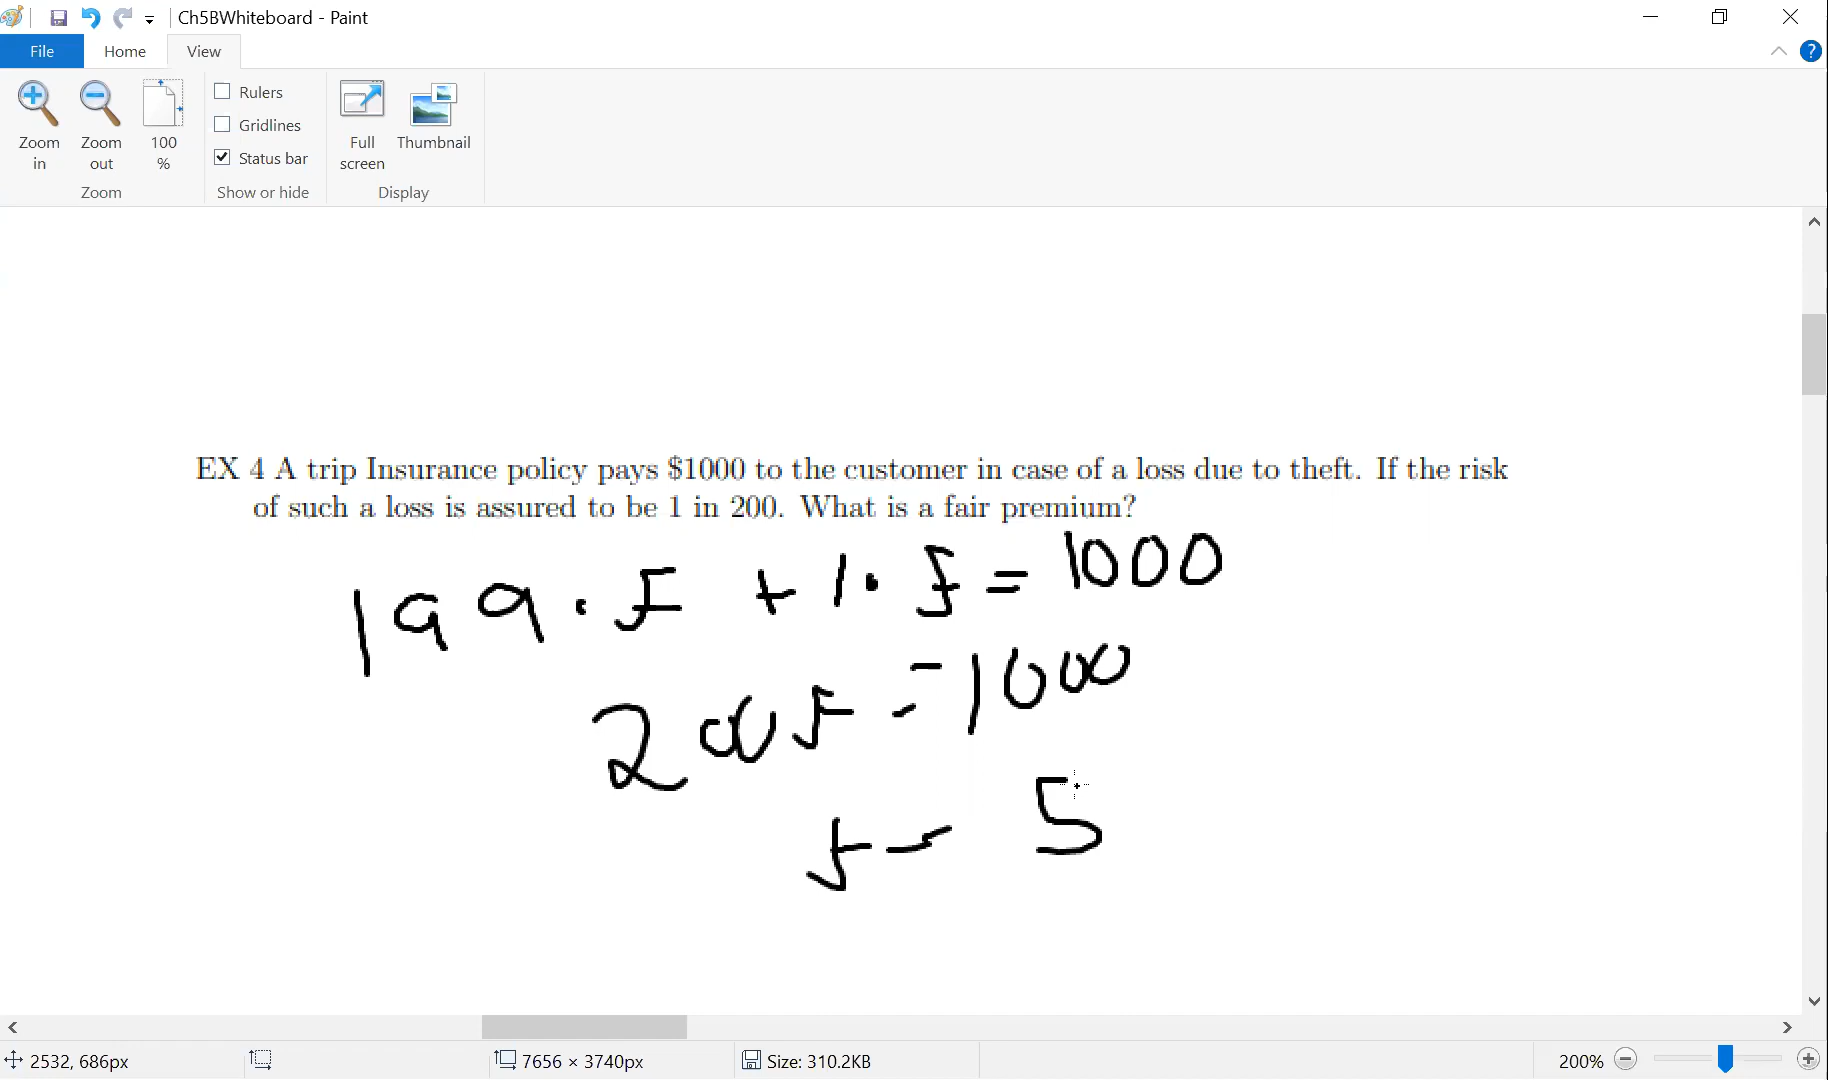 Ch5BWhiteboard - Paint
File Home View
Zoom in
Zoom out
100 %
Rulers
Gridlines
Status bar
Full screen
Thumbnail
Zoom
Show or hide
Display
EX 4 A trip Insurance policy pays $1000 to the customer in case of a loss due to theft. If the risk
of such a loss is assured to be 1 in 200. What is a fair premium?
199 · F + 1 · F = 1000
200F = 1000
F = 5
2532, 686px
7656 × 3740px
Size: 310.2KB
200%